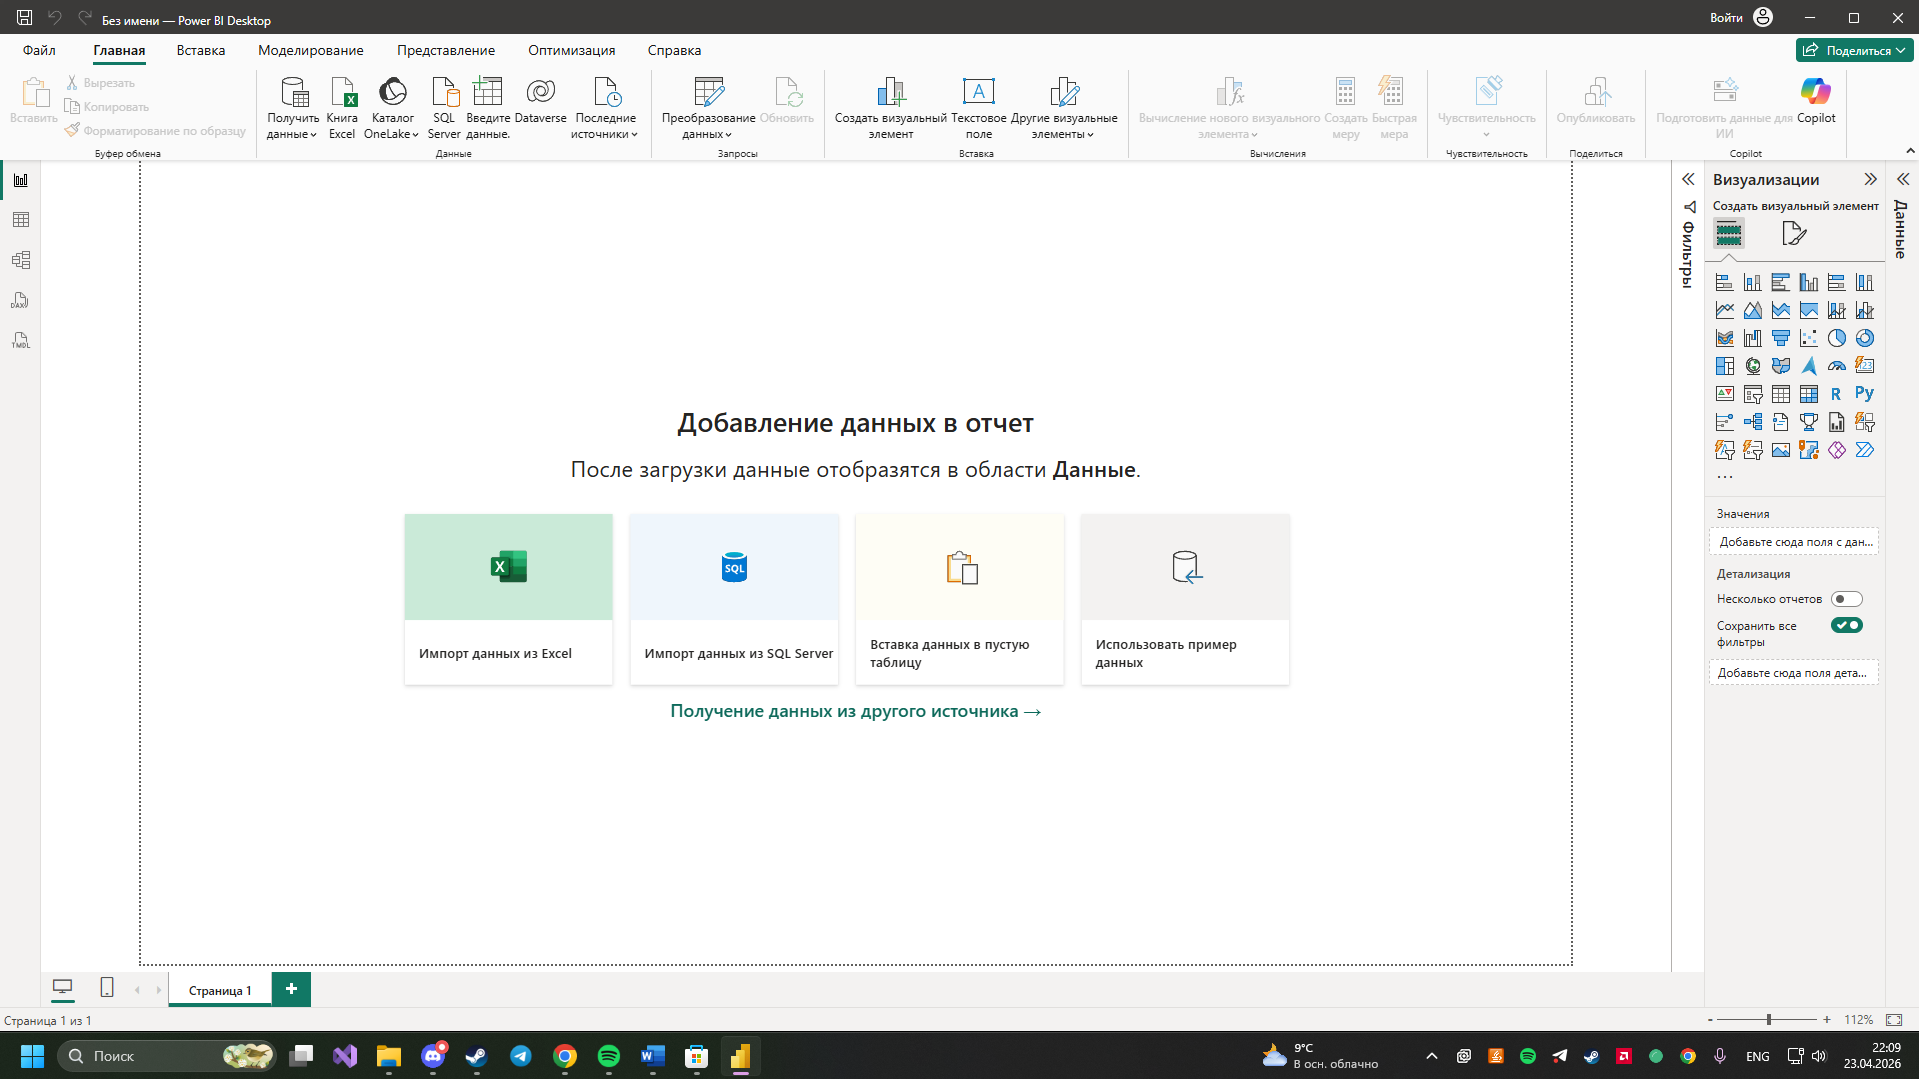 Без имени — Power BI Desktop
Войти
Файл
Главная
Вставка
Моделирование
Представление
Оптимизация
Справка
Поделиться
Вставить
Вырезать
Копировать
Форматирование по образцу
Буфер обмена
Получить данные
Книга Excel
Каталог OneLake
SQL Server
Введите данные.
Dataverse
Последние источники
Данные
Преобразование данных
Обновить
Запросы
Создать визуальный элемент
Текстовое поле
Другие визуальные элементы
Вставка
Вычисление нового визуального элемента
Создать меру
Быстрая мера
Вычисления
Чувствительность
Чувствительность
Опубликовать
Поделиться
Подготовить данные для ИИ
Copilot
Copilot
DAX
TMDL
Добавление данных в отчет
После загрузки данные отобразятся в области Данные.
X
SQL
Импорт данных из Excel
Импорт данных из SQL Server
Вставка данных в пустую таблицу
Использовать пример данных
Получение данных из другого источника →
Фильтры
Визуализации
Создать визуальный элемент
123
R
Py
...
Значения
Добавьте сюда поля с дан...
Детализация
Несколько отчетов
Сохранить все фильтры
Добавьте сюда поля дета...
Данные
Страница 1
+
Страница 1 из 1
- + 112%
Поиск
9°C
В осн. облачно
ENG
22:09
23.04.2026